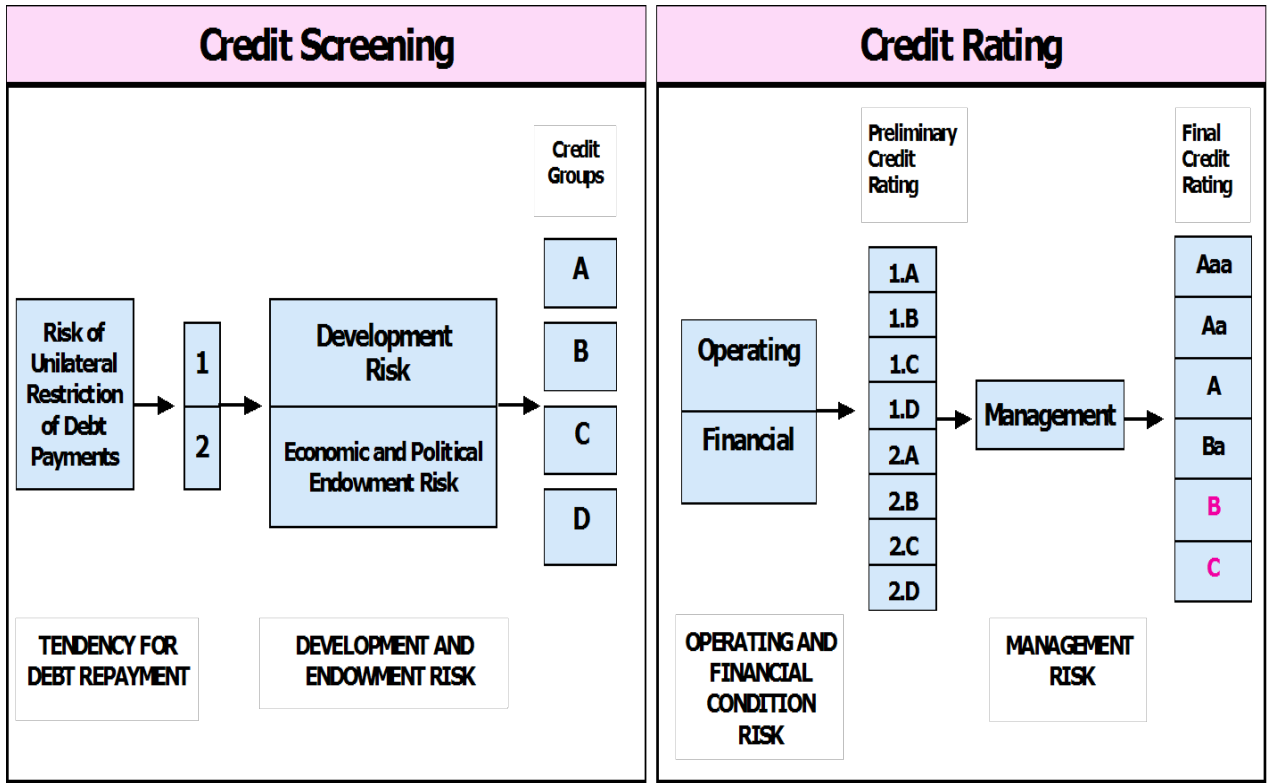 Credit Screening
Credit
Groups
Risk of
Unilateral
Restriction
of Debt
Payments
1
2
Development
Risk
Economic and Political
Endowment Risk
A
B
C
D
TENDENCY FOR
DEBT REPAYMENT
DEVELOPMENT AND
ENDOWMENT RISK
Credit Rating
Preliminary
Credit
Rating
Final
Credit
Rating
Operating
Financial
1.A
1.B
1.C
1.D
2.A
2.B
2.C
2.D
Management
Aaa
Aa
A
Ba
B
C
OPERATING AND
FINANCIAL
CONDITION
RISK
MANAGEMENT
RISK